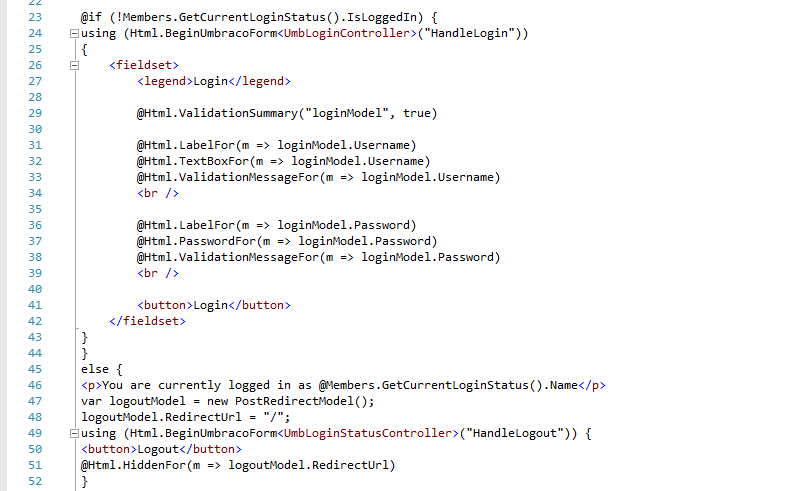 22
23 @if (!Members.GetCurrentLoginStatus().IsLoggedIn) {
24 using (Html.BeginUmbracoForm<UmbLoginController>("HandleLogin"))
25 {
26 <fieldset>
27 <legend>Login</legend>
28
29 @Html.ValidationSummary("loginModel", true)
30
31 @Html.LabelFor(m => loginModel.Username)
32 @Html.TextBoxFor(m => loginModel.Username)
33 @Html.ValidationMessageFor(m => loginModel.Username)
34 <br />
35
36 @Html.LabelFor(m => loginModel.Password)
37 @Html.PasswordFor(m => loginModel.Password)
38 @Html.ValidationMessageFor(m => loginModel.Password)
39 <br />
40
41 <button>Login</button>
42 </fieldset>
43 }
44 }
45 else {
46 <p>You are currently logged in as @Members.GetCurrentLoginStatus().Name</p>
47 var logoutModel = new PostRedirectModel();
48 logoutModel.RedirectUrl = "/";
49 using (Html.BeginUmbracoForm<UmbLoginStatusController>("HandleLogout")) {
50 <button>Logout</button>
51 @Html.HiddenFor(m => logoutModel.RedirectUrl)
52 }